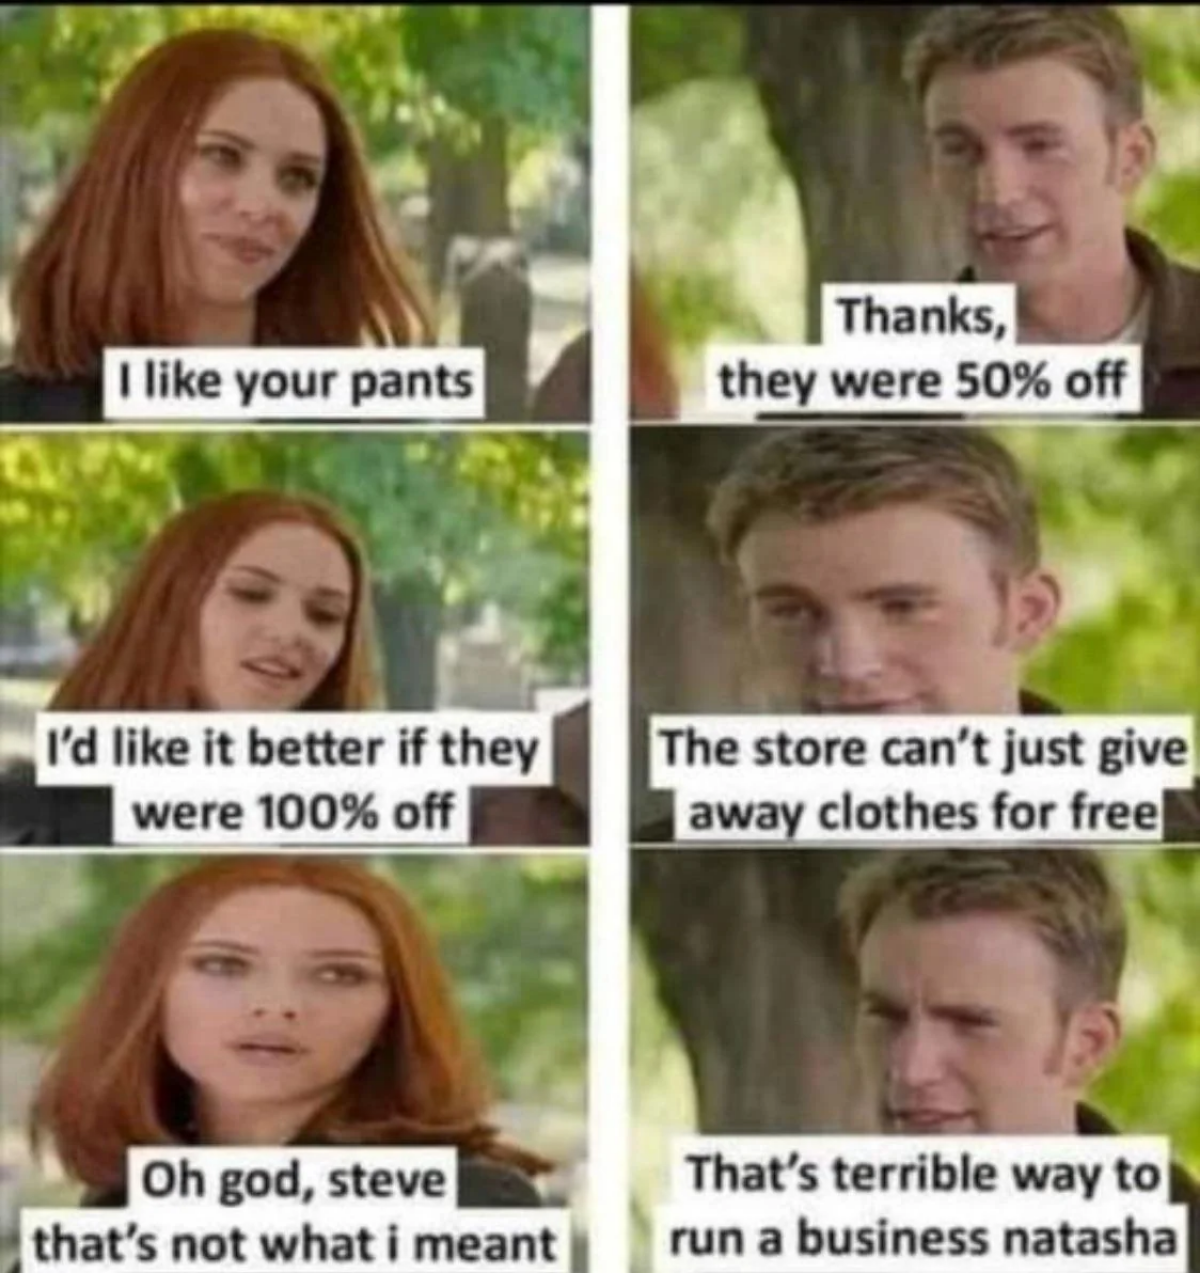 I like your pants
Thanks,
they were 50% off
I'd like it better if they
were 100% off
The store can't just give
away clothes for free
Oh god, steve
that's not what i meant
That's terrible way to
run a business natasha